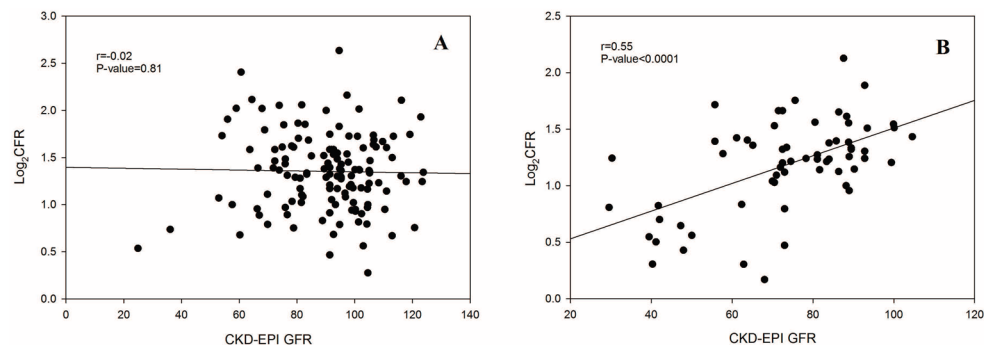 A
r=-0.02
P-value=0.81
Log₂CFR
3.0
2.5
2.0
1.5
1.0
0.5
0.0
0 20 40 60 80 100 120 140
CKD-EPI GFR
B
r=0.55
P-value<0.0001
Log₂CFR
2.5
2.0
1.5
1.0
0.5
0.0
20 40 60 80 100 120
CKD-EPI GFR